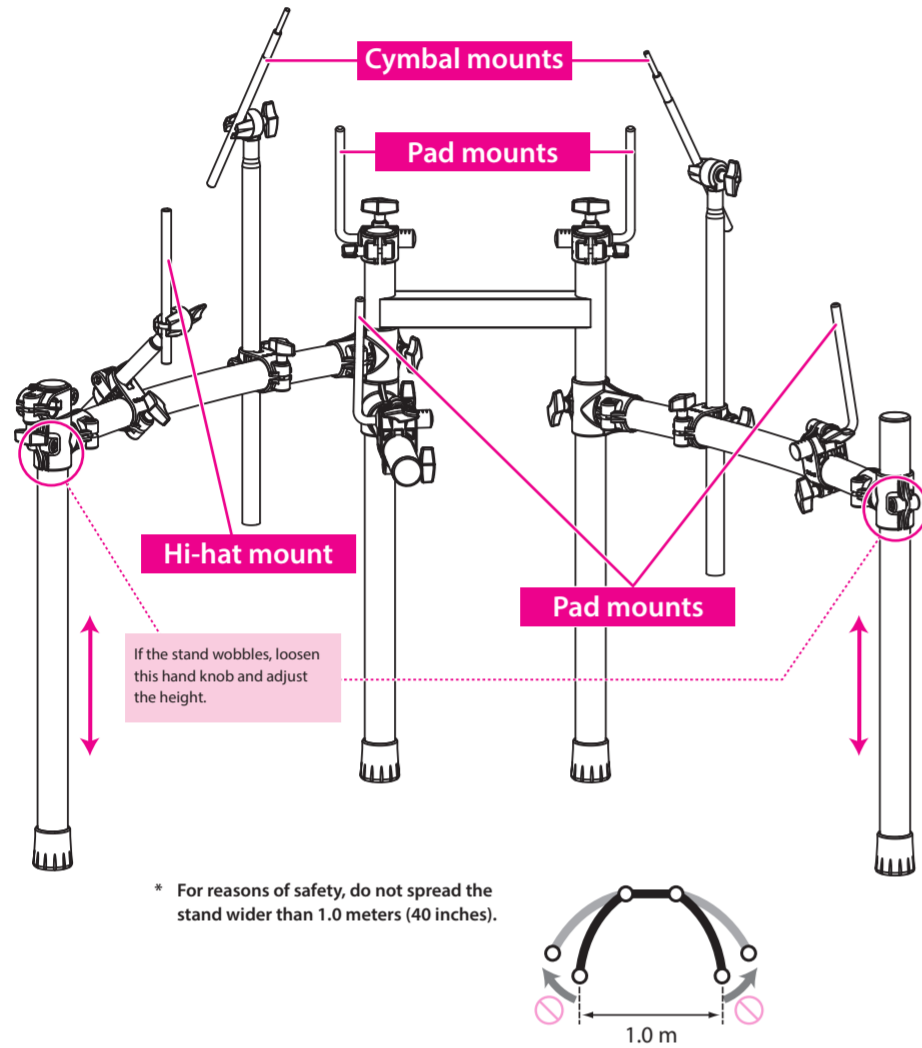 Cymbal mounts
Pad mounts
Hi-hat mount
Pad mounts
If the stand wobbles, loosen
this hand knob and adjust
the height.
* For reasons of safety, do not spread the
stand wider than 1.0 meters (40 inches).
1.0 m